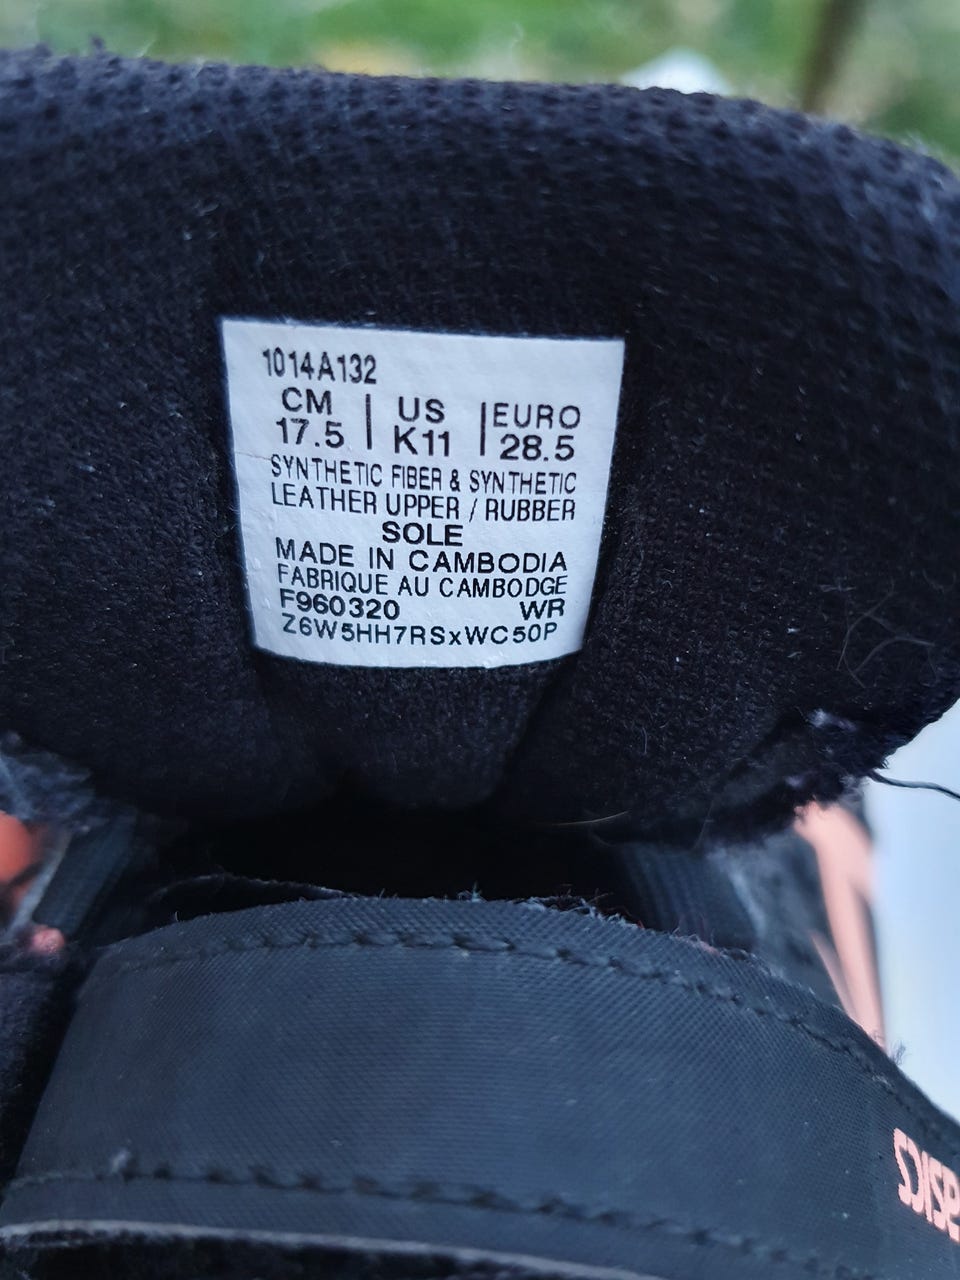 1014A132
CM | US | EURO
17.5 | K11 | 28.5
SYNTHETIC FIBER & SYNTHETIC
LEATHER UPPER / RUBBER
SOLE
MADE IN CAMBODIA
FABRIQUE AU CAMBODGE
F960320 WR
Z6W5HH7RSxWC50P
asics